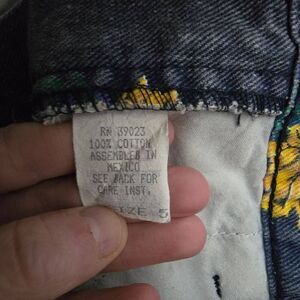 RN 39023
100% COTTON
ASSEMBLED IN
MEXICO
SEE BACK FOR
CARE INST.
SIZE 5